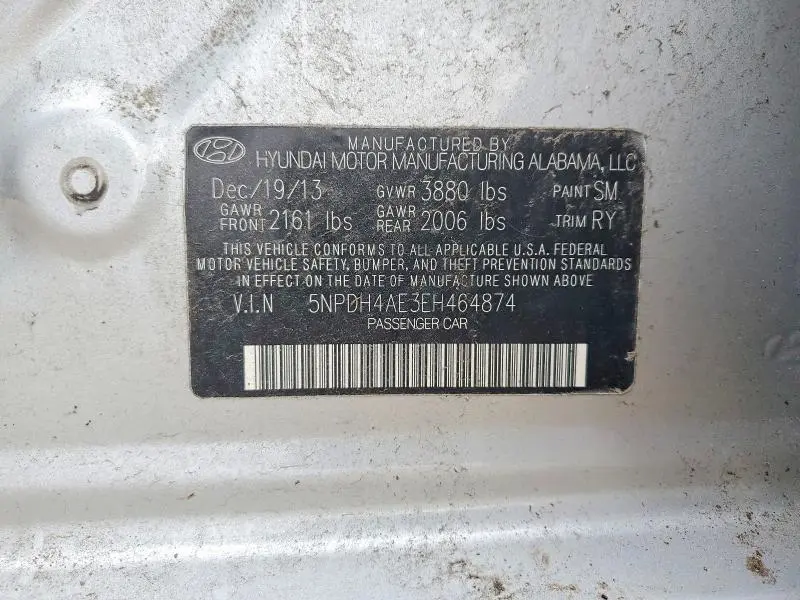 MANUFACTURED BY
HYUNDAI MOTOR MANUFACTURING ALABAMA, LLC
Dec/19/13 GVWR 3880 lbs PAINT SM
GAWR FRONT 2161 lbs GAWR REAR 2006 lbs TRIM RY
THIS VEHICLE CONFORMS TO ALL APPLICABLE U.S.A. FEDERAL
MOTOR VEHICLE SAFETY, BUMPER, AND THEFT PREVENTION STANDARDS
IN EFFECT ON THE DATE OF MANUFACTURE SHOWN ABOVE
V.I.N 5NPDH4AE3EH464874
PASSENGER CAR